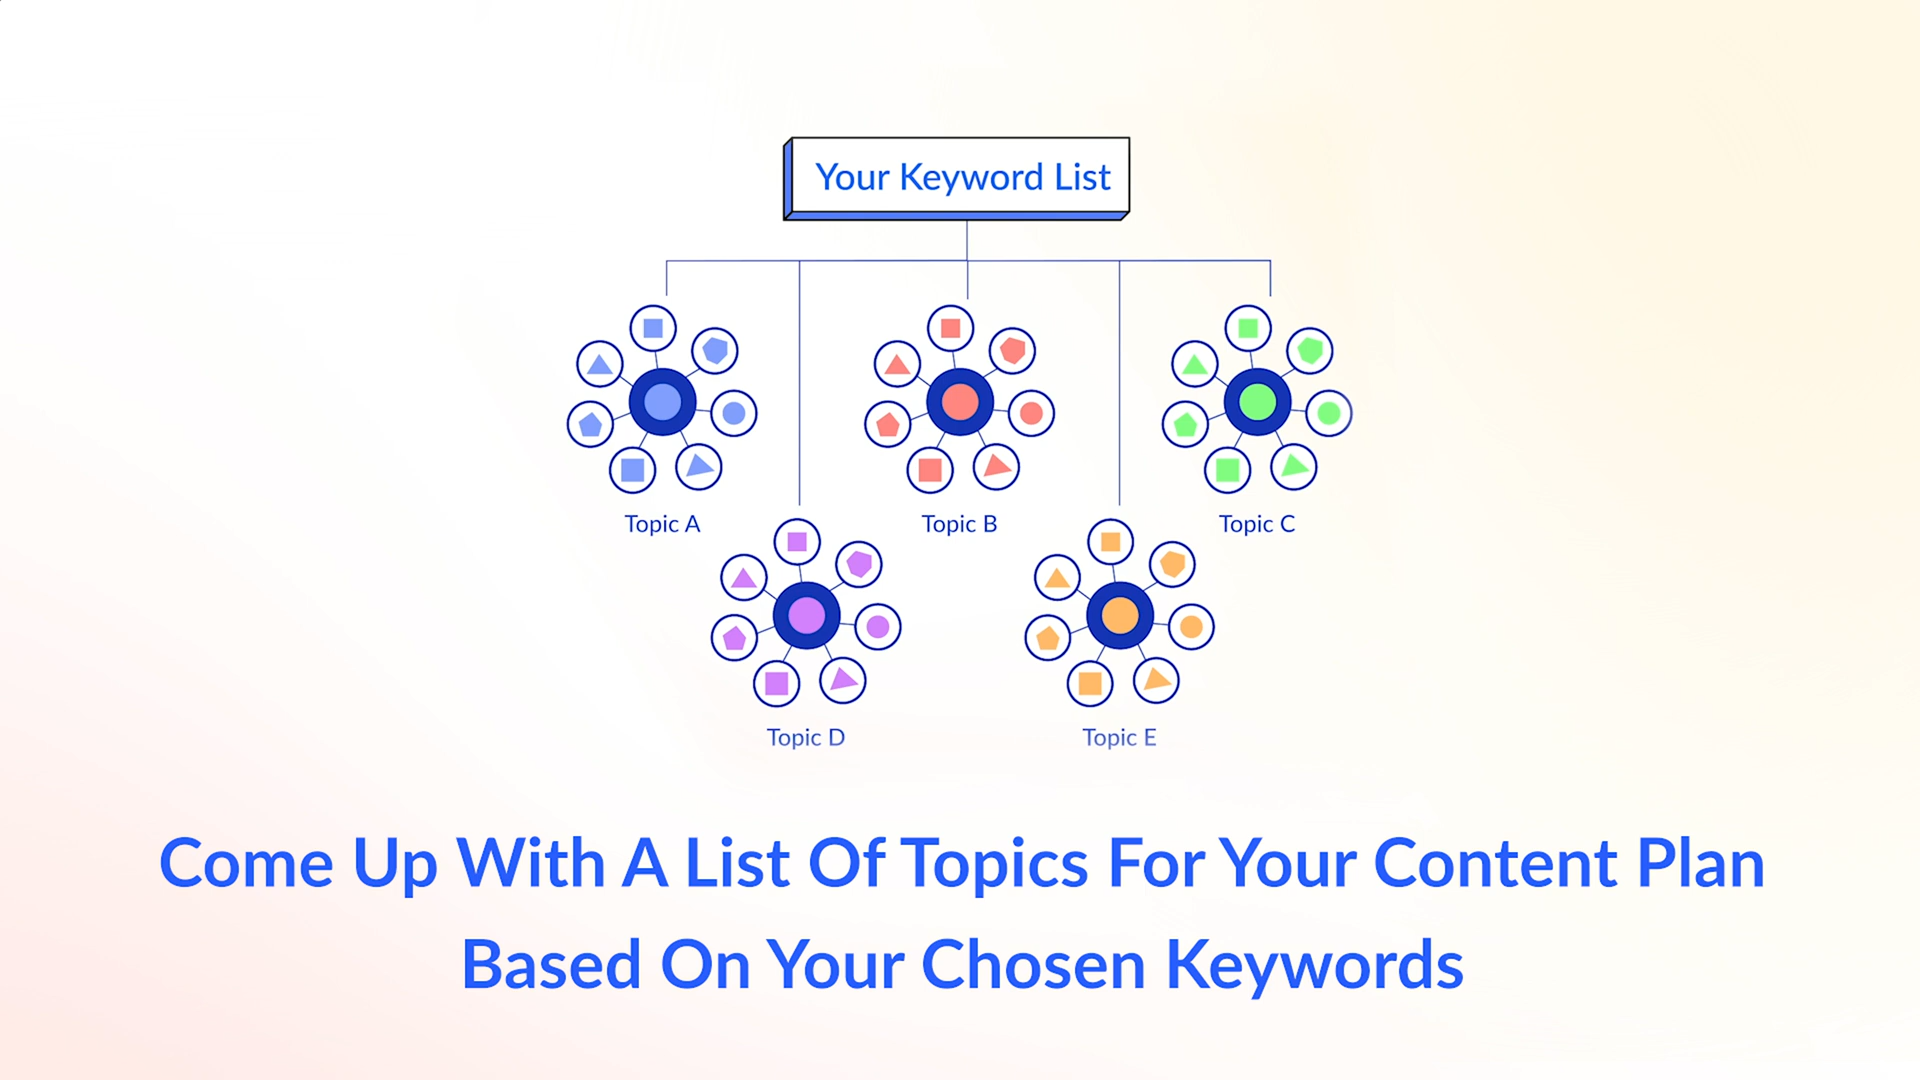 Your Keyword List
Topic A
Topic B
Topic C
Topic D
Topic E
Come Up With A List Of Topics For Your Content Plan
Based On Your Chosen Keywords